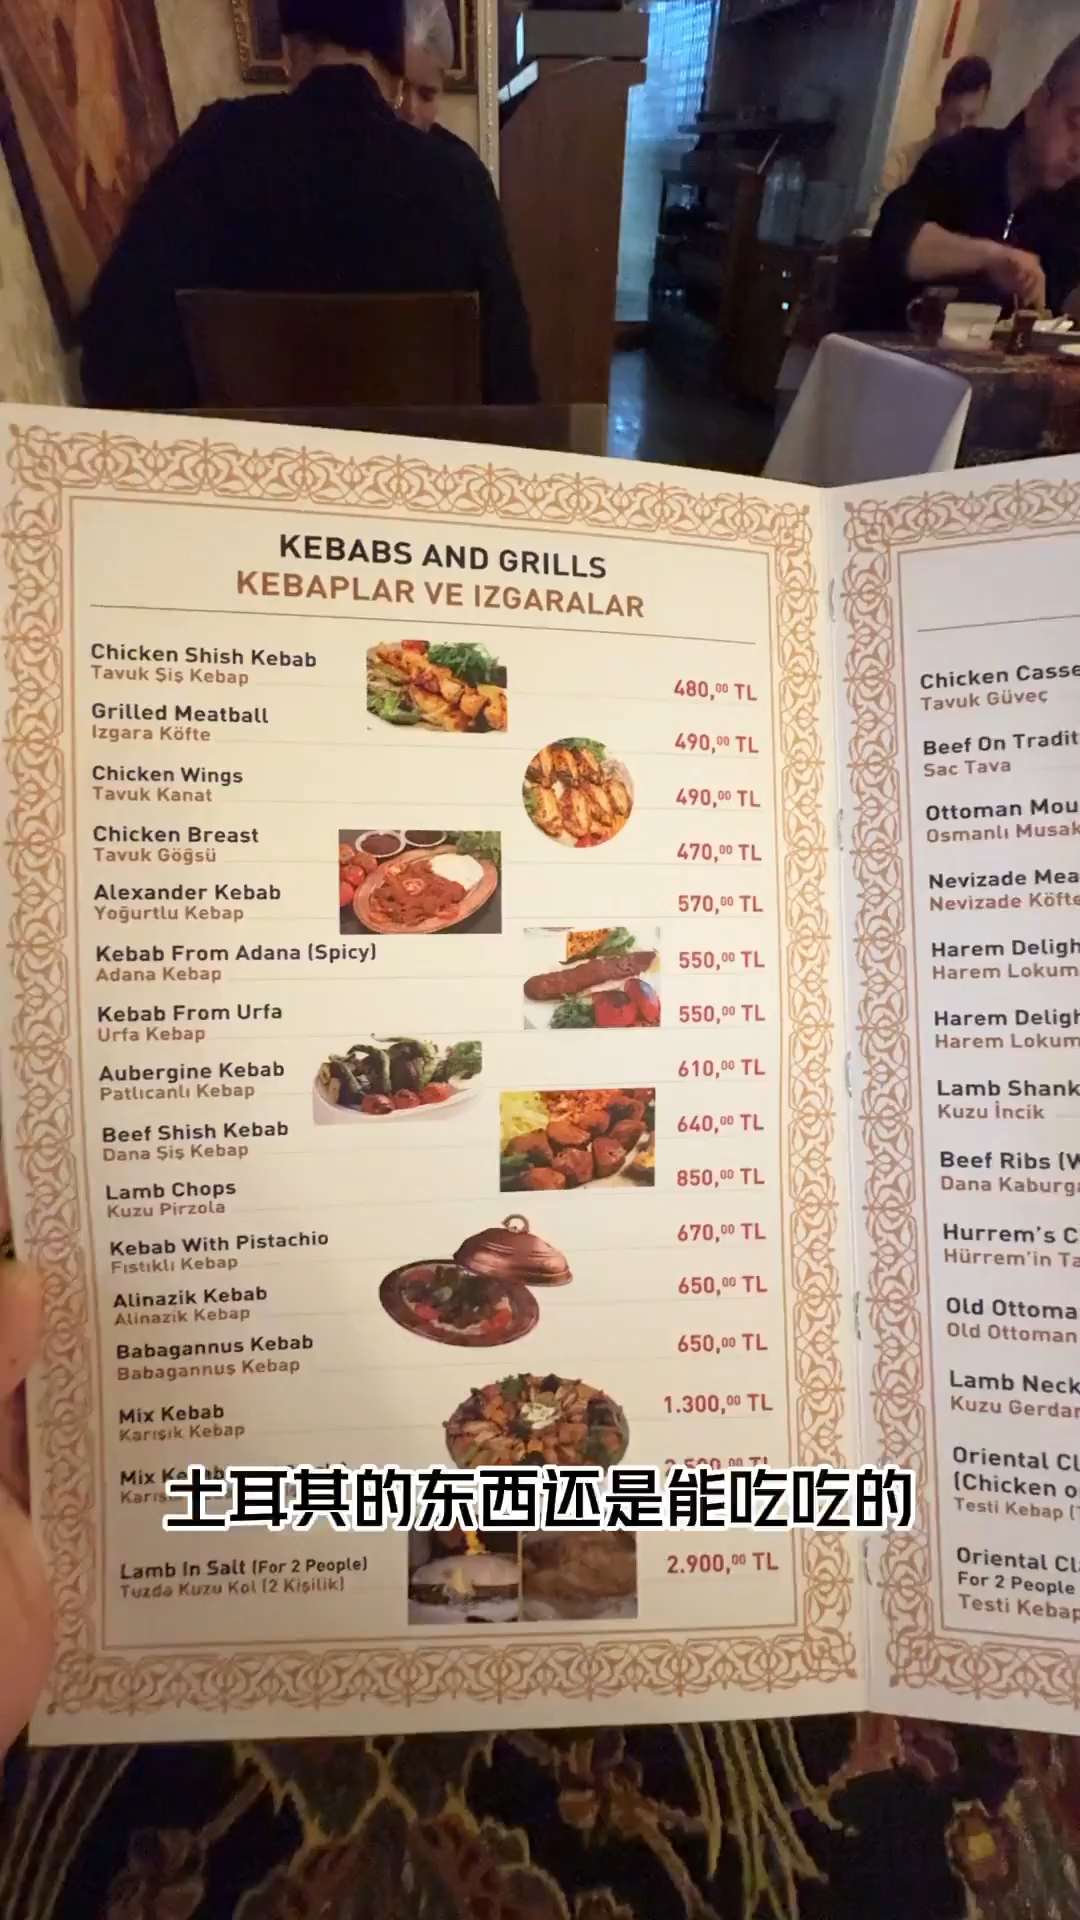 KEBABS AND GRILLS
KEBAPLAR VE IZGARALAR
Chicken Shish Kebab
Tavuk Şiş Kebap
480,00 TL
Grilled Meatball
Izgara Köfte
490,00 TL
Chicken Wings
Tavuk Kanat
490,00 TL
Chicken Breast
Tavuk Göğsü
470,00 TL
Alexander Kebab
Yoğurtlu Kebap
570,00 TL
Kebab From Adana (Spicy)
Adana Kebap
550,00 TL
Kebab From Urfa
Urfa Kebap
550,00 TL
Aubergine Kebab
Patlıcanlı Kebap
610,00 TL
Beef Shish Kebab
Dana Şiş Kebap
640,00 TL
Lamb Chops
Kuzu Pirzola
850,00 TL
Kebab With Pistachio
Fıstıklı Kebap
670,00 TL
Alinazik Kebab
Alinazik Kebap
650,00 TL
Babagannus Kebab
Babagannuş Kebap
650,00 TL
Mix Kebab
Karışık Kebap
1.300,00 TL
Mix
土耳其的东西还是能吃吃的
Lamb In Salt (For 2 People)
Tuzda Kuzu Kol (2 Kişilik)
2.900,00 TL
Chicken Casse
Tavuk Güveç
Beef On Tradit
Sac Tava
Ottoman Mou
Osmanlı Musak
Nevizade Mea
Nevizade Köfte
Harem Deligh
Harem Lokum
Harem Deligh
Harem Lokum
Lamb Shank
Kuzu İncik
Beef Ribs (W
Dana Kaburga
Hurrem's C
Hürrem'in Ta
Old Ottoma
Old Ottoman
Lamb Neck
Kuzu Gerdan
Oriental Cl
(Chicken o
Testi Kebap (
Oriental Cl
For 2 People
Testi Kebap